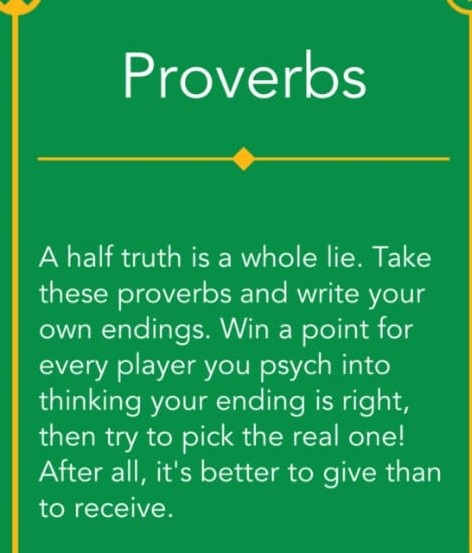 Proverbs
A half truth is a whole lie. Take
these proverbs and write your
own endings. Win a point for
every player you psych into
thinking your ending is right,
then try to pick the real one!
After all, it's better to give than
to receive.